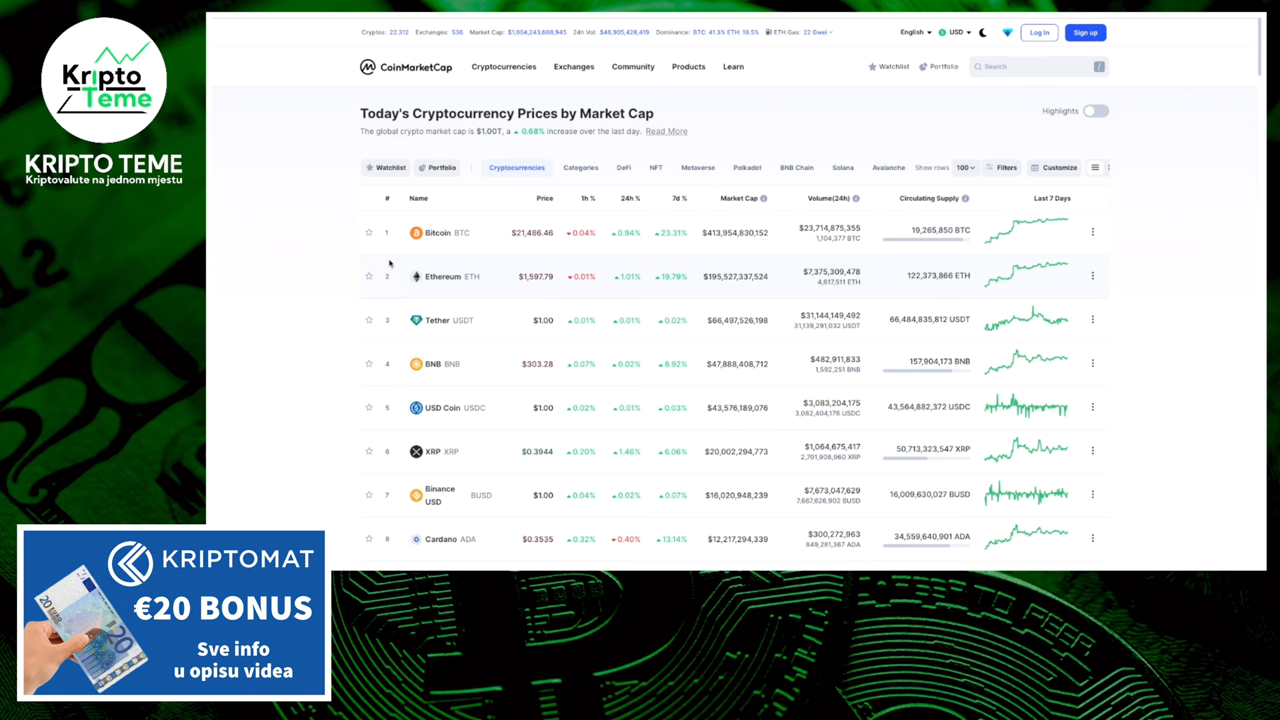 Kripto
Teme
KRIPTO TEME
Kriptovalute na jednom mjestu
Cryptos: 22.312 Exchanges: 536 Market Cap: $1,004,243,668,945 24h Vol: $46,905,428,419 Dominance: BTC: 41.3% ETH: 19.5% ETH Gas: 22 Gwei
English USD Log In Sign up
CoinMarketCap Cryptocurrencies Exchanges Community Products Learn Watchlist Portfolio Search /
Today's Cryptocurrency Prices by Market Cap Highlights
The global crypto market cap is $1.00T, a 0.68% increase over the last day. Read More
Watchlist Portfolio Cryptocurrencies Categories DeFi NFT Metaverse Polkadot BNB Chain Solana Avalanche Show rows 100 Filters Customize
# Name Price 1h % 24h % 7d % Market Cap Volume(24h) Circulating Supply Last 7 Days
1 Bitcoin BTC $21,486.46 0.04% 0.94% 23.31% $413,954,830,152 $23,714,875,355 19,265,850 BTC
1,104,377 BTC
2 Ethereum ETH $1,597.79 0.01% 1.01% 19.79% $195,527,337,524 $7,375,309,478 122,373,866 ETH
4,617,511 ETH
3 Tether USDT $1.00 0.01% 0.01% 0.02% $66,497,526,198 $31,144,149,492 66,484,835,812 USDT
31,139,291,032 USDT
4 BNB BNB $303.28 0.07% 0.02% 8.92% $47,888,408,712 $482,911,833 157,904,173 BNB
1,592,251 BNB
5 USD Coin USDC $1.00 0.02% 0.01% 0.03% $43,576,189,076 $3,083,204,175 43,564,882,372 USDC
3,082,404,176 USDC
6 XRP XRP $0.3944 0.20% 1.46% 6.06% $20,002,294,773 $1,064,675,417 50,713,323,547 XRP
2,701,908,960 XRP
7 Binance USD BUSD $1.00 0.04% 0.02% 0.07% $16,020,948,239 $7,673,047,629 16,009,630,027 BUSD
7,667,626,902 BUSD
8 Cardano ADA $0.3535 0.32% 0.40% 13.14% $12,217,294,339 $300,272,963 34,559,640,901 ADA
849,281,367 ADA
KRIPTOMAT
€20 BONUS
Sve info
u opisu videa